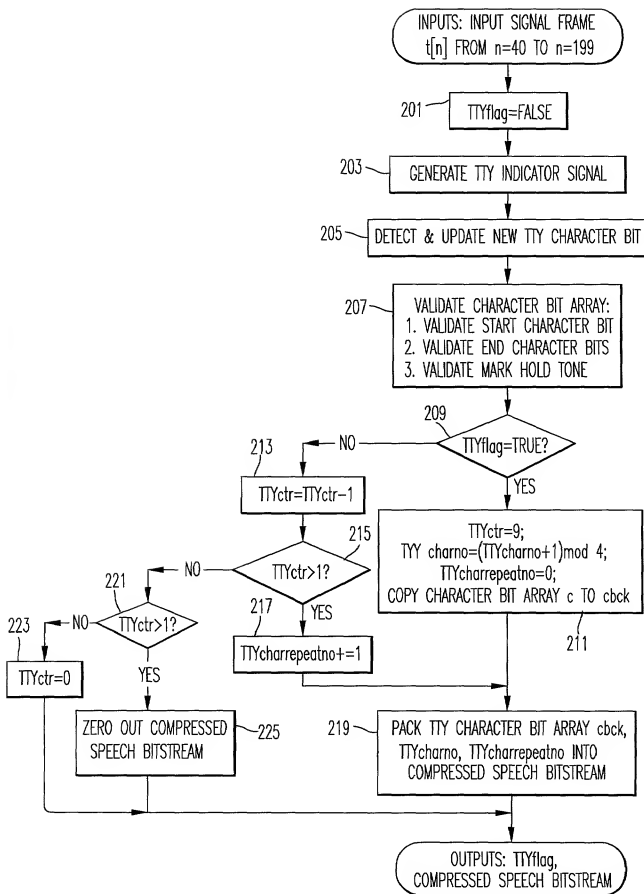 INPUTS: INPUT SIGNAL FRAME
t[n] FROM n=40 TO n=199
201
TTYflag=FALSE
203
GENERATE TTY INDICATOR SIGNAL
205
DETECT & UPDATE NEW TTY CHARACTER BIT
207
VALIDATE CHARACTER BIT ARRAY:
1. VALIDATE START CHARACTER BIT
2. VALIDATE END CHARACTER BITS
3. VALIDATE MARK HOLD TONE
209
TTYflag=TRUE?
NO
YES
213
TTYctr=TTYctr-1
TTYctr=9;
TYY charno=(TTYcharno+1)mod 4;
TTYcharrepeatno=0;
COPY CHARACTER BIT ARRAY c TO cbck
211
215
TTYctr>1?
NO
YES
217
TTYcharrepeatno+=1
221
TTYctr>1?
NO
YES
223
TTYctr=0
ZERO OUT COMPRESSED
SPEECH BITSTREAM
225
219
PACK TTY CHARACTER BIT ARRAY cbck,
TTYcharno, TTYcharrepeatno INTO
COMPRESSED SPEECH BITSTREAM
OUTPUTS: TTYflag,
COMPRESSED SPEECH BITSTREAM